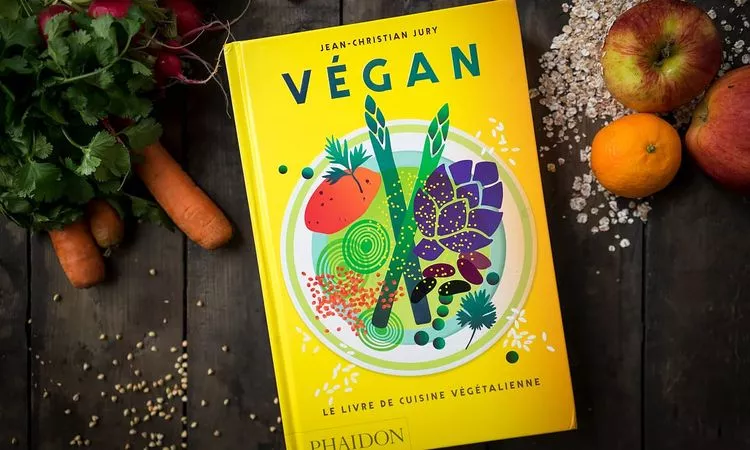 JEAN-CHRISTIAN JURY
VÉGAN
LE LIVRE DE CUISINE VÉGÉTALIENNE
PHAIDON